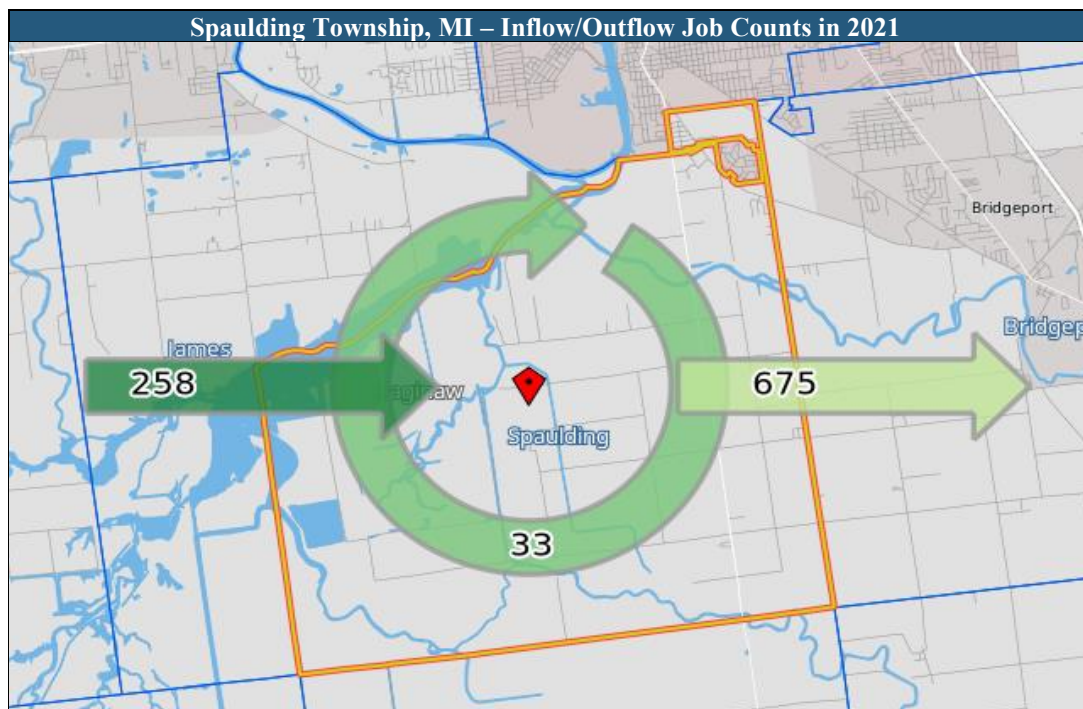 Spaulding Township, MI – Inflow/Outflow Job Counts in 2021
Bridgeport
James
258
675
Spaulding
33